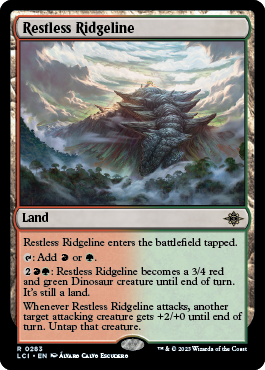 Restless Ridgeline
Land
Restless Ridgeline enters the battlefield tapped.
: Add or .
2 : Restless Ridgeline becomes a 3/4 red
and green Dinosaur creature until end of turn.
It's still a land.
Whenever Restless Ridgeline attacks, another
target attacking creature gets +2/+0 until end of
turn. Untap that creature.
R 0283
LCI • EN Álvaro Calvo Escudero
™ & © 2023 Wizards of the Coast